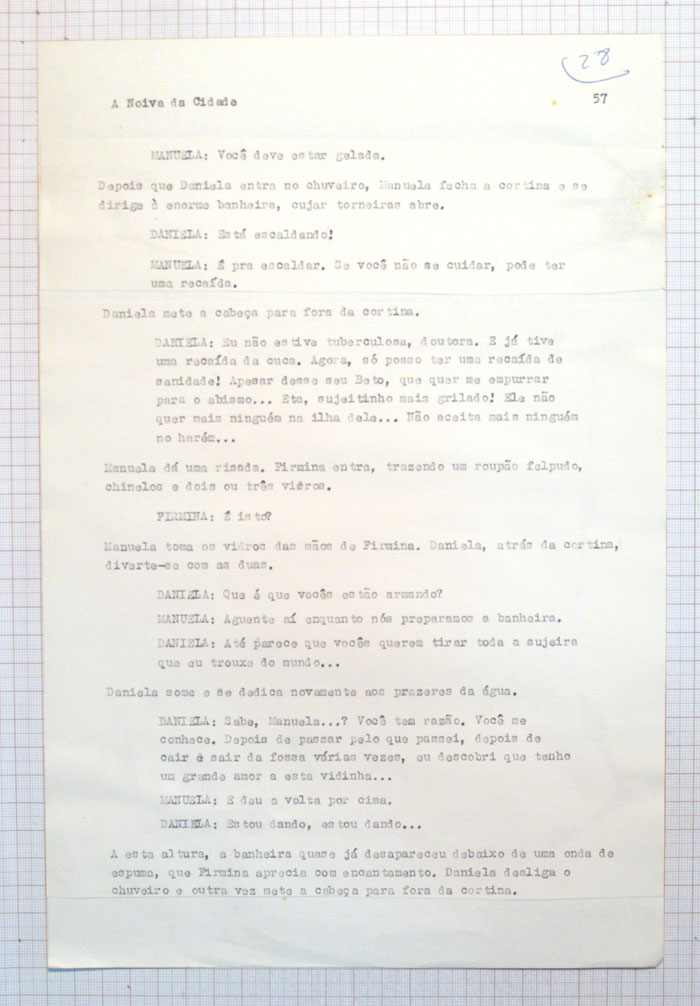 28
A Noiva da Cidade
57
MANUELA: Você deve estar gelada.
Depois que Daniela entra no chuveiro, Manuela fecha a cortina e se
dirige à enorme banheira, cujar torneiras abre.
DANIELA: Está escaldando!
MANUELA: É pra escaldar. Se você não se cuidar, pode ter
uma recaída.
Daniela mete a cabeça para fora da cortina.
DANIELA: Eu não estive tuberculosa, doutora. E já tive
uma recaída da cuca. Agora, só posso ter uma recaída de
sanidade! Apesar desse seu Beto, que quer me empurrar
para o abismo... Eta, sujeitinho mais grilado! Ele não
quer mais ninguém na ilha dele... Não aceita mais ninguém
no harém...
Manuela dá uma risada. Firmina entra, trazendo um roupão felpudo,
chinelos e dois ou três vidros.
FIRMINA: É isto?
Manuela toma os vidros das mãos de Firmina. Daniela, atrás da cortina,
diverte-se com as duas.
DANIELA: Que é que vocês estão armando?
MANUELA: Aguente aí enquanto nós preparamos a banheira.
DANIELA: Até parece que vocês querem tirar toda a sujeira
que eu trouxe do mundo...
Daniela some e se dedica novamente aos prazeres da água.
DANIELA: Sabe, Manuela...? Você tem razão. Você me
conhece. Depois de passar pelo que passei, depois de
cair e sair da fossa várias vezes, eu descobri que tenho
um grande amor a esta vidinha...
MANUELA: E deu a volta por cima.
DANIELA: Estou dando, estou dando...
A esta altura, a banheira quase já desapareceu debaixo de uma onda de
espuma, que Firmina aprecia com encantamento. Daniela desliga o
chuveiro e outra vez mete a cabeça para fora da cortina.